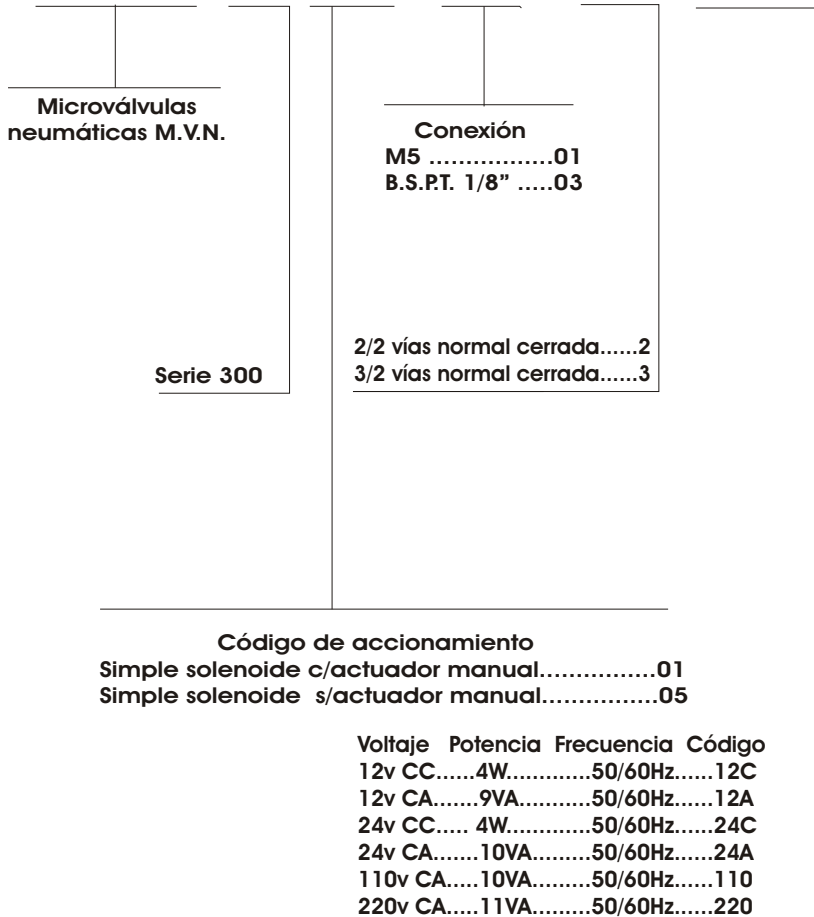 Microválvulas
neumáticas M.V.N.
Conexión
M5 .................01
B.S.P.T. 1/8” .....03
2/2 vías normal cerrada......2
3/2 vías normal cerrada......3
Serie 300
Código de accionamiento
Simple solenoide c/actuador manual................01
Simple solenoide s/actuador manual................05
Voltaje Potencia Frecuencia Código
12v CC......4W............50/60Hz......12C
12v CA.......9VA..........50/60Hz......12A
24v CC..... 4W............50/60Hz......24C
24v CA.......10VA.........50/60Hz......24A
110v CA.....10VA.........50/60Hz......110
220v CA.....11VA.........50/60Hz......220